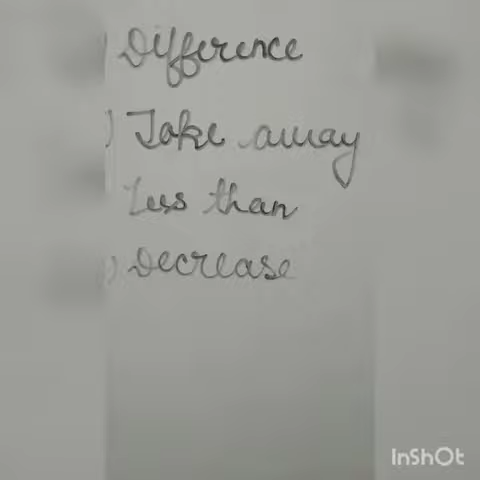 ) Difference
) Take away
Less than
) Decrease
InShOt